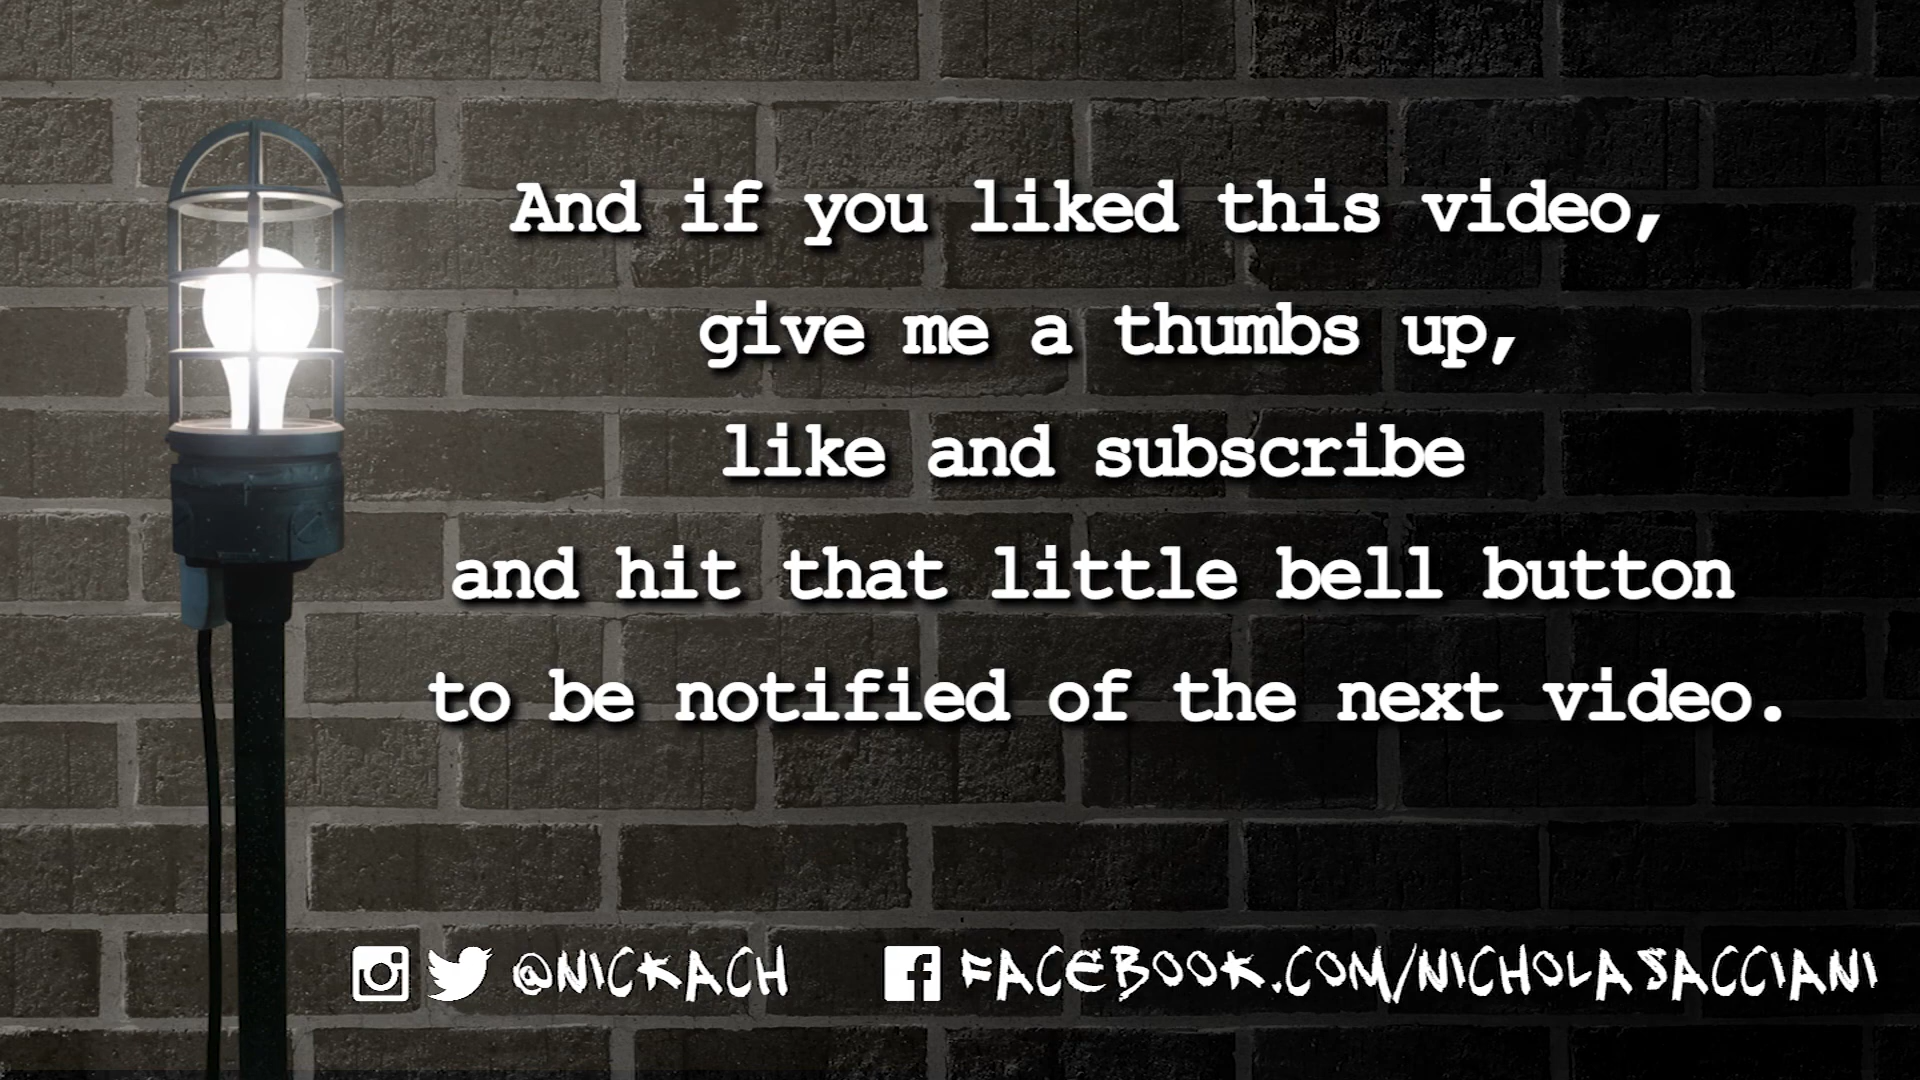 And if you liked this video,
give me a thumbs up,
like and subscribe
and hit that little bell button
to be notified of the next video.
@NICKACH FACEBOOK.COM/NICHOLASACCIANI